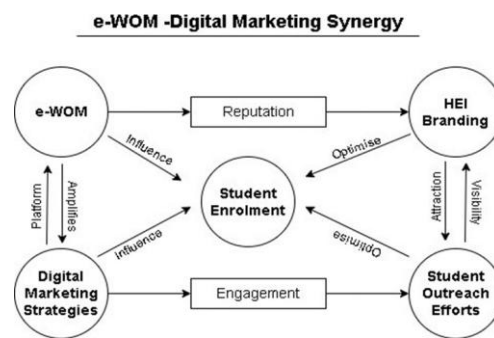 e-WOM -Digital Marketing Synergy
e-WOM
Reputation
HEI
Branding
Influence
Optimise
Platform
Amplifies
Student
Enrolment
Attraction
Visibility
Influence
Optimise
Digital
Marketing
Strategies
Engagement
Student
Outreach
Efforts